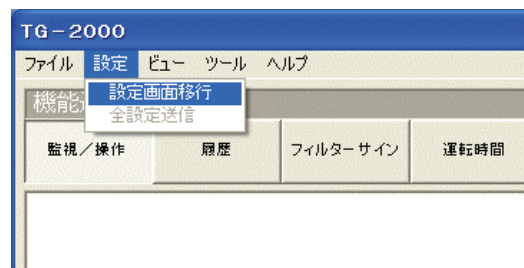 TG-2000
ファイル 設定 ビュー ツール ヘルプ
設定画面移行
機能
全設定送信
監視/操作 履歴 フィルターサイン 運転時間